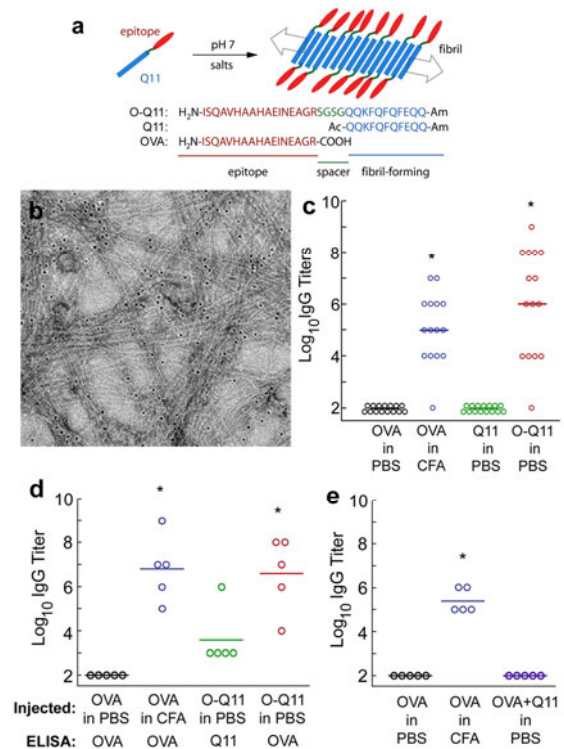 a
epitope
Q11
pH 7
salts
fibril
O-Q11: H2N-ISQAVHAAHAEINEAGRSGSGQQKFQFQFEQQ-Am
Q11: Ac-QQKFQFQFEQQ-Am
OVA: H2N-ISQAVHAAHAEINEAGR-COOH
epitope spacer fibril-forming
b
c
Log10IgG Titers
10
8
6
4
2
* *
OVA OVA Q11 O-Q11
in in in in
PBS CFA PBS PBS
d
Log10 IgG Titer
10
8
6
4
2
* *
Injected: OVA OVA O-Q11 O-Q11
in PBS in CFA in PBS in PBS
ELISA: OVA OVA Q11 OVA
e
Log10 IgG Titer
10
8
6
4
2
*
OVA OVA OVA+Q11
in in in
PBS CFA PBS